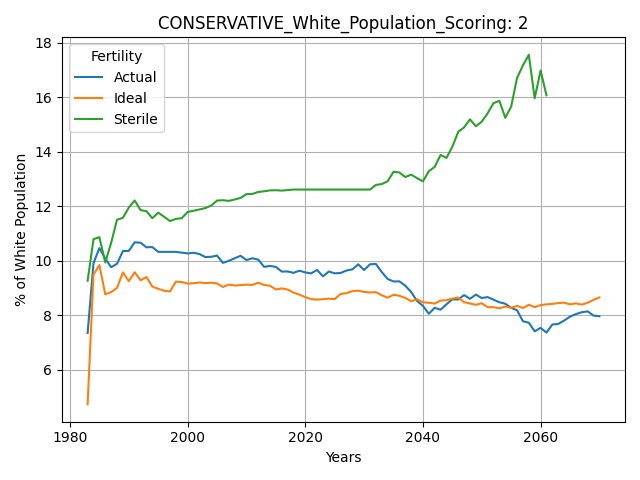 CONSERVATIVE_White_Population_Scoring: 2
18
16
14
12
10
8
6
% of White Population
Fertility
Actual
Ideal
Sterile
1980
2000
2020
2040
2060
Years